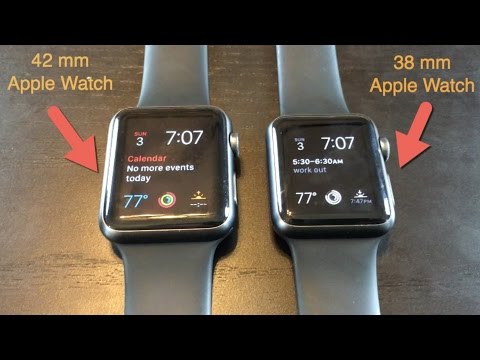 42 mm
Apple Watch
38 mm
Apple Watch
SUN
3
7:07
Calendar
No more events
today
77°
--:--
SUN
3
7:07
5:30-6:30AM
work out
77°
7:47PM